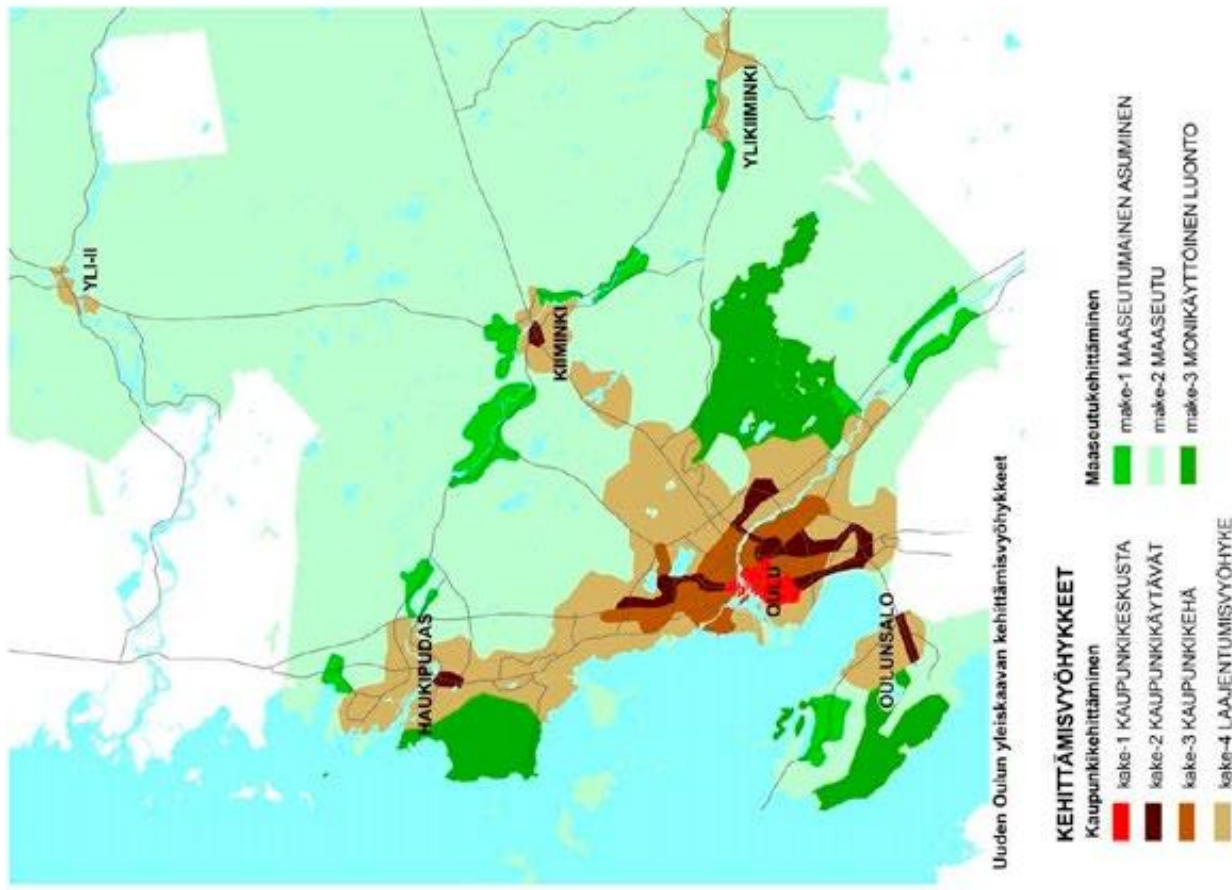 YLI-II
HAUKIPUDAS
KIIMINKI
YLIKIIMINKI
OULU
OULUNSALO
Uuden Oulun yleiskaavan kehittämisvyöhykkeet
KEHITTÄMISVYÖHYKKEET
Kaupunkikehittäminen
kake-1 KAUPUNKIKESKUSTA
kake-2 KAUPUNKIKÄYTÄVÄT
kake-3 KAUPUNKIKEHÄ
kake-4 LAAJENTUMISVYÖHYKE
Maaseutukehittäminen
make-1 MAASEUTUMAINEN ASUMINEN
make-2 MAASEUTU
make-3 MONIKÄYTTÖINEN LUONTO